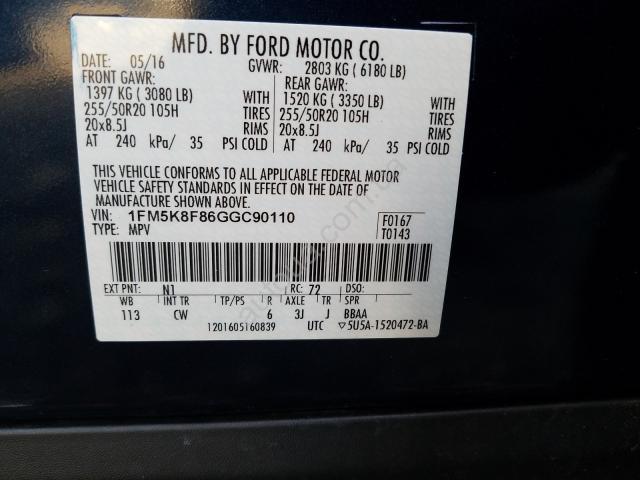 MFD. BY FORD MOTOR CO.
DATE: 05/16 GVWR: 2803 KG ( 6180 LB)
FRONT GAWR: REAR GAWR:
1397 KG ( 3080 LB) WITH 1520 KG ( 3350 LB) WITH
255/50R20 105H TIRES 255/50R20 105H TIRES
20x8.5J RIMS 20x8.5J RIMS
AT 240 kPa/ 35 PSI COLD AT 240 kPa/ 35 PSI COLD
THIS VEHICLE CONFORMS TO ALL APPLICABLE FEDERAL MOTOR
VEHICLE SAFETY STANDARDS IN EFFECT ON THE DATE OF
MANUFACTURE SHOWN ABOVE.
VIN: 1FM5K8F86GGC90110 F0167
TYPE: MPV T0143
EXT PNT: N1 RC: 72 DSO:
WB INT TR TP/PS R AXLE TR SPR
113 CW 6 3J J BBAA
1201605160839 UTC ▽5U5A-1520472-BA